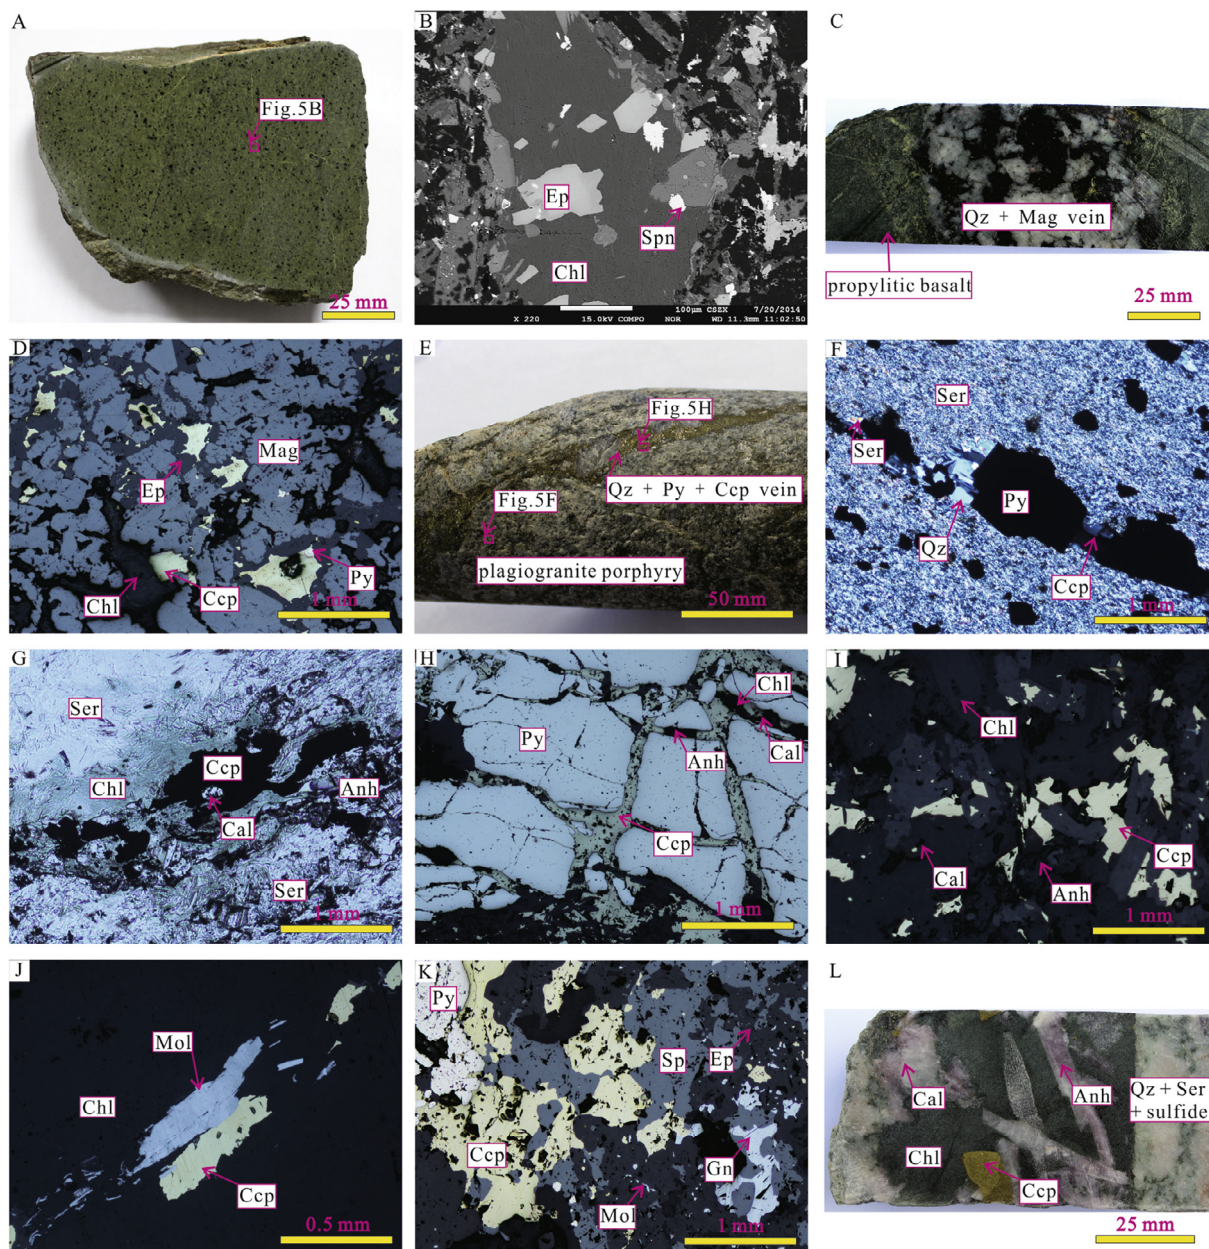 A
Fig.5B
25 mm
B
Ep
Spn
Chl
100μm CSEX 7/20/2014
X 220 15.0kV COMPO NOR WD 11.3mm 11:02:50
C
Qz + Mag vein
propylitic basalt
25 mm
D
Mag
Ep
Py
Chl
Ccp
1 mm
E
Fig.5H
Qz + Py + Ccp vein
Fig.5F
plagiogranite porphyry
50 mm
F
Ser
Ser
Py
Qz
Ccp
1 mm
G
Ser
Ccp
Chl
Anh
Cal
Ser
1 mm
H
Chl
Py
Anh
Cal
Ccp
1 mm
I
Chl
Ccp
Cal
Anh
1 mm
J
Mol
Chl
Ccp
0.5 mm
K
Py
Sp
Ep
Ccp
Gn
Mol
1 mm
L
Cal
Anh
Qz + Ser
+ sulfide
Chl
Ccp
25 mm